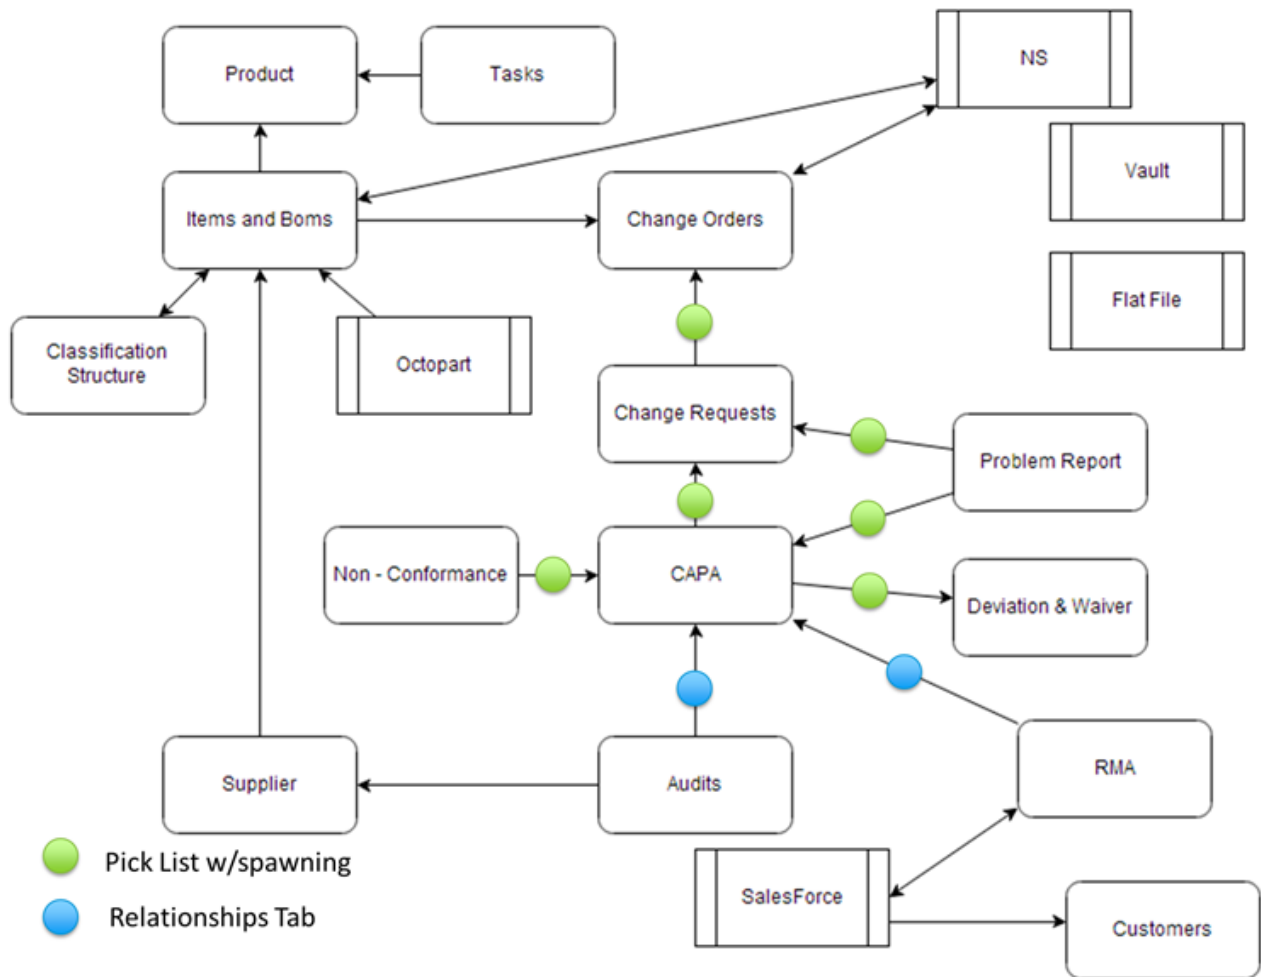 NS
Product
Tasks
Vault
Items and Boms
Change Orders
Flat File
Classification
Structure
Octopart
Change Requests
Problem Report
Non - Conformance
CAPA
Deviation & Waiver
Supplier
Audits
RMA
Pick List w/spawning
SalesForce
Relationships Tab
Customers